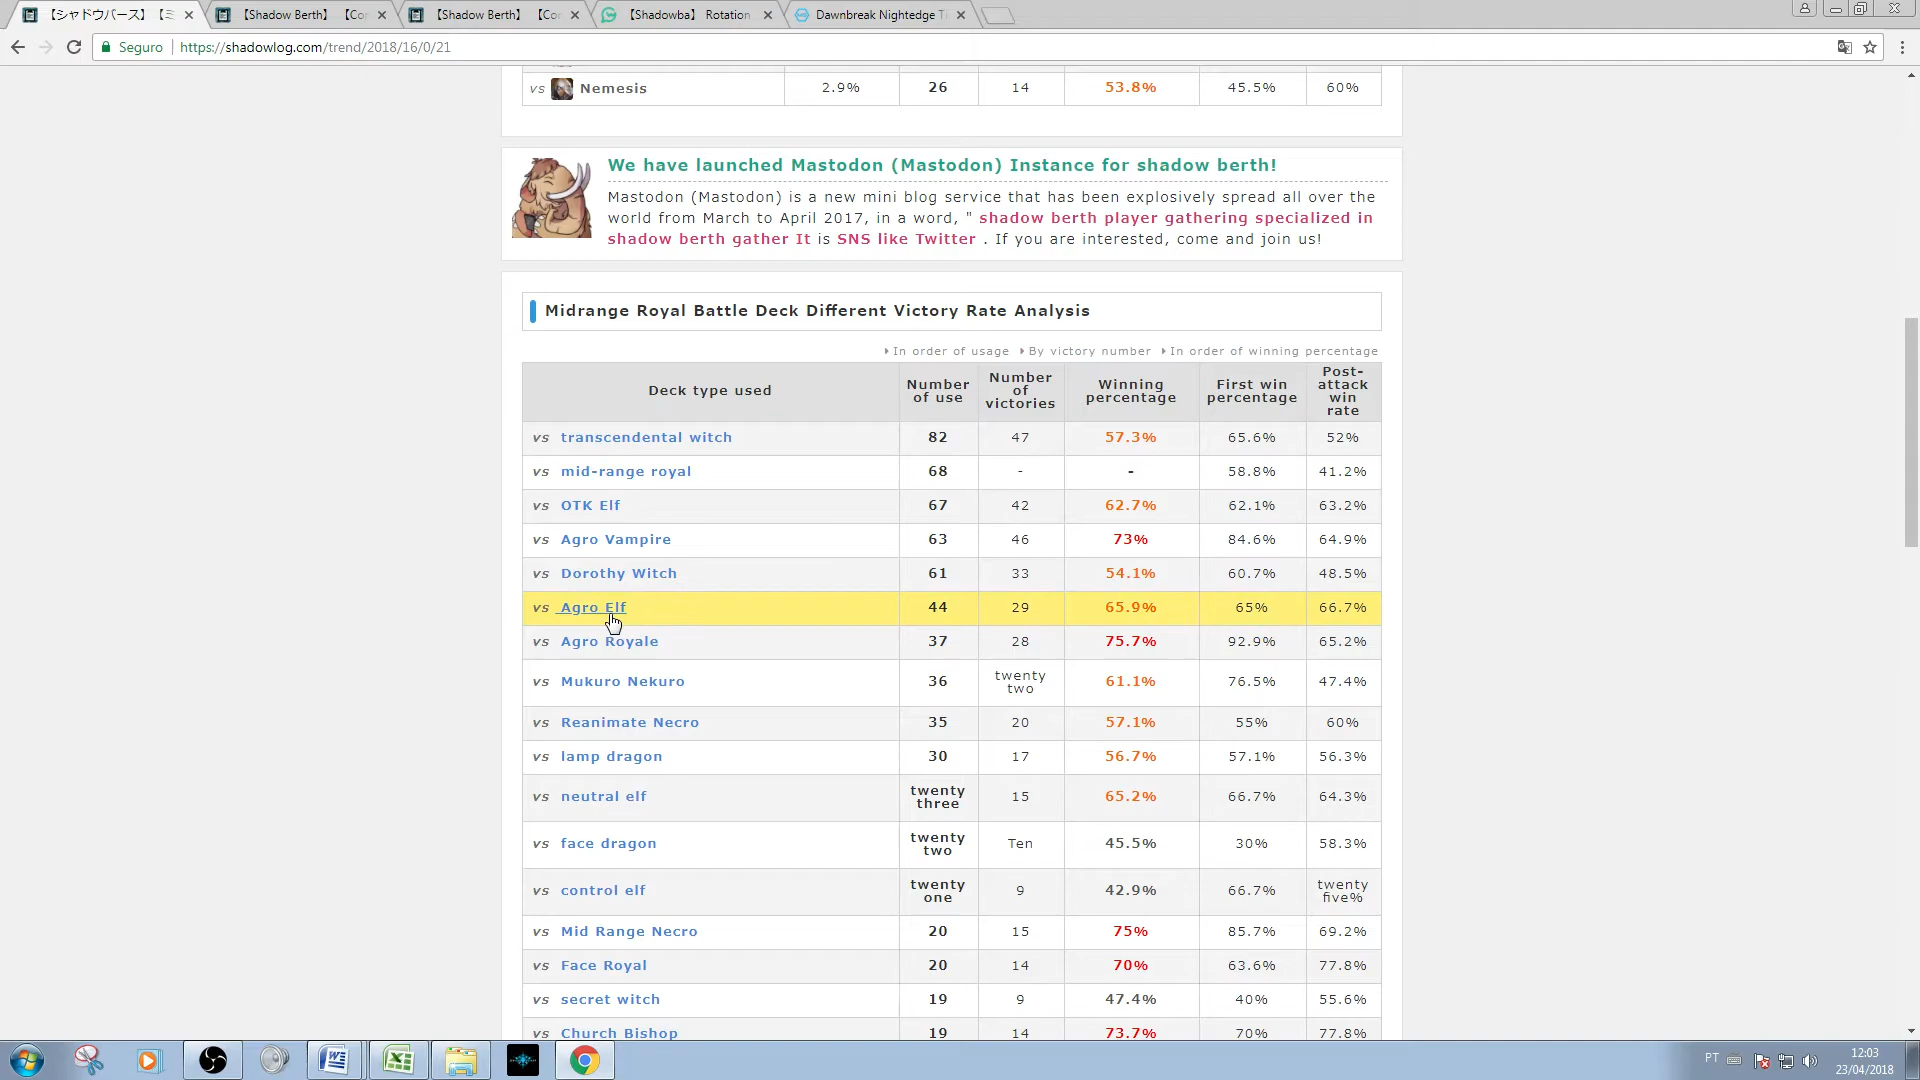 【シャドウバース】【ミ
【Shadow Berth】 【Co
【Shadow Berth】 【Co
【Shadowba】 Rotation
Dawnbreak Nightedge T
Seguro
https://shadowlog.com/trend/2018/16/0/21
vs Nemesis 2.9% 26 14 53.8% 45.5% 60%
We have launched Mastodon (Mastodon) Instance for shadow berth!
Mastodon (Mastodon) is a new mini blog service that has been explosively spread all over the
world from March to April 2017, in a word, " shadow berth player gathering specialized in
shadow berth gather It is SNS like Twitter . If you are interested, come and join us!
Midrange Royal Battle Deck Different Victory Rate Analysis
In order of usage By victory number In order of winning percentage
Deck type used
Number
of use
Number
of
victories
Winning
percentage
First win
percentage
Post-
attack
win
rate
vs transcendental witch 82 47 57.3% 65.6% 52%
vs mid-range royal 68 - - 58.8% 41.2%
vs OTK Elf 67 42 62.7% 62.1% 63.2%
vs Agro Vampire 63 46 73% 84.6% 64.9%
vs Dorothy Witch 61 33 54.1% 60.7% 48.5%
vs Agro Elf 44 29 65.9% 65% 66.7%
vs Agro Royale 37 28 75.7% 92.9% 65.2%
vs Mukuro Nekuro 36 twenty
two 61.1% 76.5% 47.4%
vs Reanimate Necro 35 20 57.1% 55% 60%
vs lamp dragon 30 17 56.7% 57.1% 56.3%
vs neutral elf twenty
three 15 65.2% 66.7% 64.3%
vs face dragon twenty
two Ten 45.5% 30% 58.3%
vs control elf twenty
one 9 42.9% 66.7% twenty
five%
vs Mid Range Necro 20 15 75% 85.7% 69.2%
vs Face Royal 20 14 70% 63.6% 77.8%
vs secret witch 19 9 47.4% 40% 55.6%
vs Church Bishop 19 14 73.7% 70% 77.8%
PT
12:03
23/04/2018